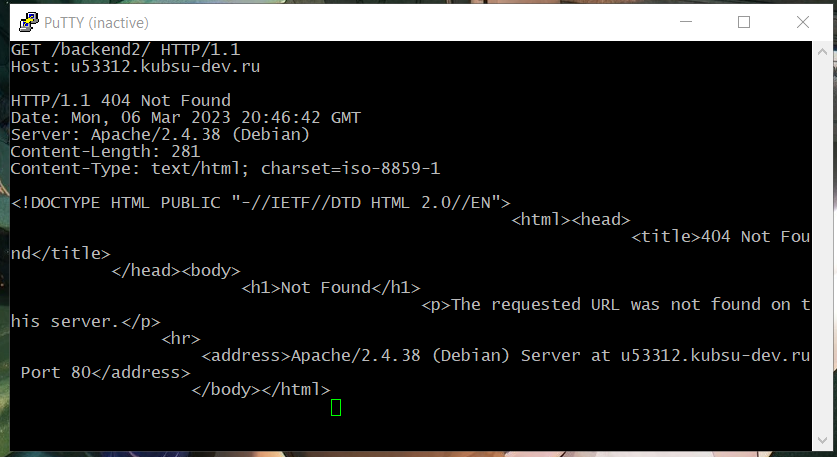 PuTTY (inactive)
GET /backend2/ HTTP/1.1
Host: u53312.kubsu-dev.ru
HTTP/1.1 404 Not Found
Date: Mon, 06 Mar 2023 20:46:42 GMT
Server: Apache/2.4.38 (Debian)
Content-Length: 281
Content-Type: text/html; charset=iso-8859-1
<!DOCTYPE HTML PUBLIC "-//IETF//DTD HTML 2.0//EN">
<html><head>
<title>404 Not Fou
nd</title>
</head><body>
<h1>Not Found</h1>
<p>The requested URL was not found on t
his server.</p>
<hr>
<address>Apache/2.4.38 (Debian) Server at u53312.kubsu-dev.ru
Port 80</address>
</body></html>